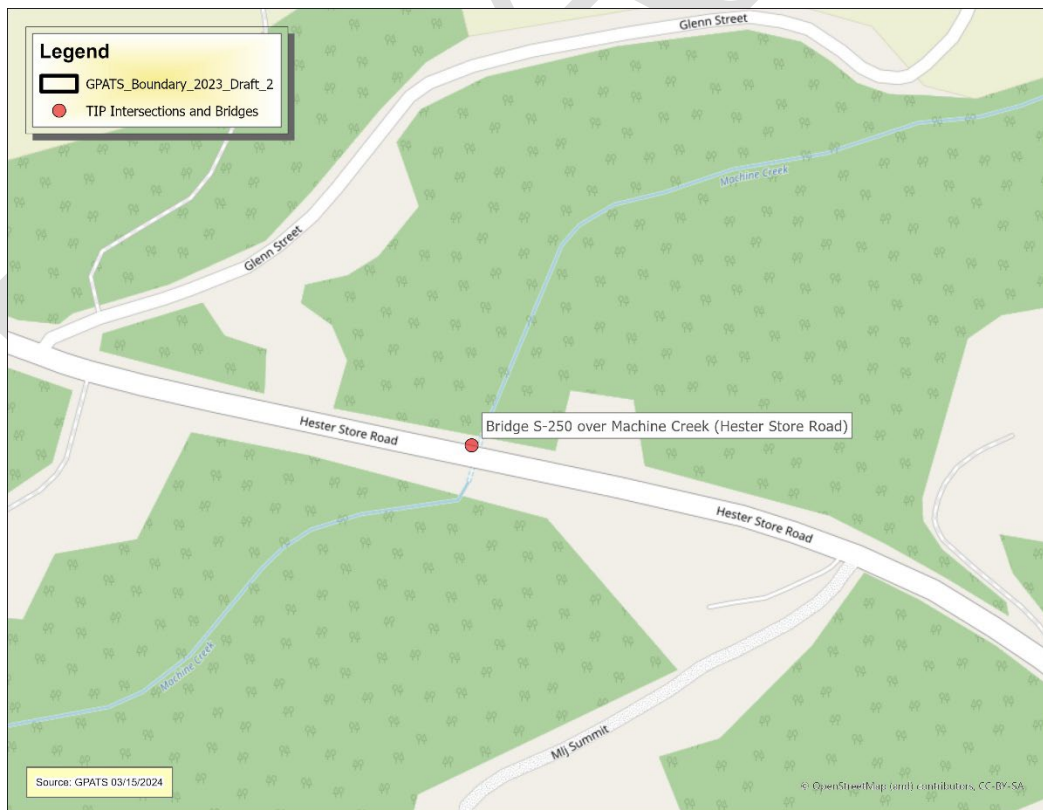 Legend
GPATS_Boundary_2023_Draft_2
TIP Intersections and Bridges
Glenn Street
Machine Creek
Glenn Street
Hester Store Road
Bridge S-250 over Machine Creek (Hester Store Road)
Hester Store Road
Machine Creek
Mlj Summit
Source: GPATS 03/15/2024
© OpenStreetMap (and) contributors, CC-BY-SA